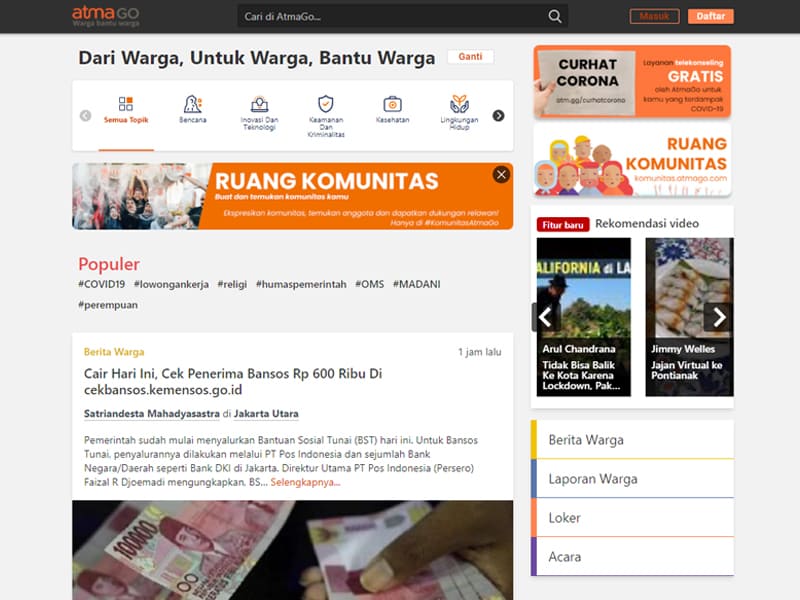 atmaGO
Warga bantu warga
Cari di AtmaGo...
Masuk
Daftar
Dari Warga, Untuk Warga, Bantu Warga
Ganti
Semua Topik
Bencana
Inovasi Dan
Teknologi
Keamanan
Dan
Kriminalitas
Kesehatan
Lingkungan
Hidup
RUANG KOMUNITAS
Buat dan temukan komunitas kamu
Ekspresikan komunitas, temukan anggota dan dapatkan dukungan relawan!
Hanya di #KomunitasAtmaGo
Populer
#COVID19 #lowongankerja #religi #humaspemerintah #OMS #MADANI
#perempuan
Berita Warga
1 jam lalu
Cair Hari Ini, Cek Penerima Bansos Rp 600 Ribu Di
cekbansos.kemensos.go.id
Satriandesta Mahadyasastra di Jakarta Utara
Pemerintah sudah mulai menyalurkan Bantuan Sosial Tunai (BST) hari ini. Untuk Bansos
Tunai, penyalurannya dilakukan melalui PT Pos Indonesia dan sejumlah Bank
Negara/Daerah seperti Bank DKI di Jakarta. Direktur Utama PT Pos Indonesia (Persero)
Faizal R Djoemadi mengungkapkan, BS... Selengkapnya...
100000
CURHAT
CORONA
atm.gg/curhatcorona
Layanan telekonseling
GRATIS
oleh AtmaGo untuk
kamu yang terdampak
COVID-19
RUANG
KOMUNITAS
komunitas.atmago.com
Fitur baru
Rekomendasi video
ALIFORNIA di LA
Arul Chandrana
Tidak Bisa Balik
Ke Kota Karena
Lockdown, Pak...
Jimmy Welles
Jajan Virtual ke
Pontianak
Berita Warga
Laporan Warga
Loker
Acara